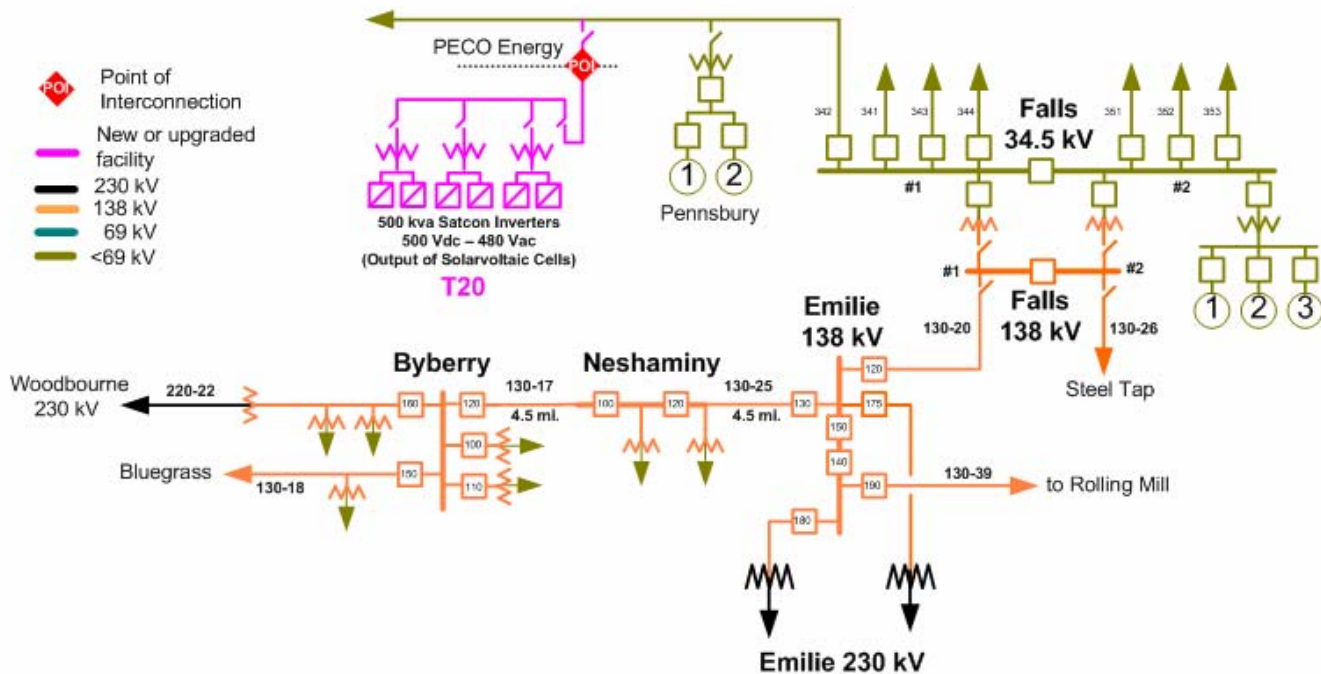 PECO Energy
POI
POI
Point of
Interconnection
New or upgraded
facility
230 kV
138 kV
69 kV
<69 kV
500 kva Satcon Inverters
500 Vdc – 480 Vac
(Output of Solarvoltaic Cells)
T20
1
2
Pennsbury
342
341
343
344
Falls
34.5 kV
351
352
353
#1
#2
#1
#2
Falls
138 kV
1
2
3
130-20
130-26
Steel Tap
Emilie
138 kV
Byberry
Neshaminy
Woodbourne
230 kV
220-22
160
120
130-17
4.5 mi.
100
120
130-25
4.5 mi.
130
120
175
150
140
100
110
Bluegrass
130-18
150
190
130-39
to Rolling Mill
180
Emilie 230 kV